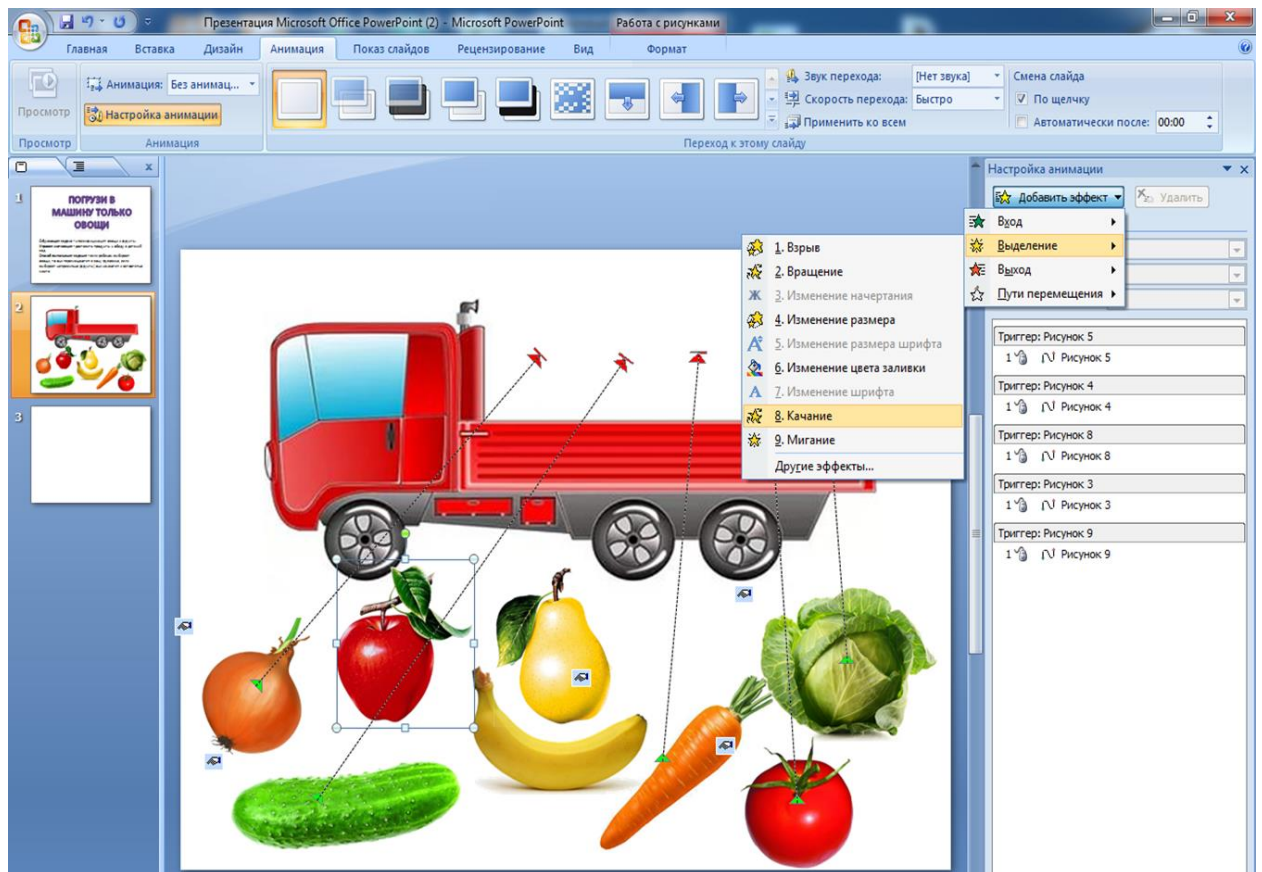 Презентация Microsoft Office PowerPoint (2) - Microsoft PowerPoint
Работа с рисунками
Главная Вставка Дизайн Анимация Показ слайдов Рецензирование Вид Формат
Просмотр
Анимация: Без анимац...
Настройка анимации
Звук перехода: [Нет звука]
Скорость перехода: Быстро
Применить ко всем
Смена слайда
По щелчку
Автоматически после: 00:00
Просмотр Анимация Переход к этому слайду
1
ПОГРУЗИ В
МАШИНУ ТОЛЬКО
ОВОЩИ
2
3
Настройка анимации
Добавить эффект
Удалить
Вход
Выделение
Выход
Пути перемещения
1. Взрыв
2. Вращение
3. Изменение начертания
4. Изменение размера
5. Изменение размера шрифта
6. Изменение цвета заливки
7. Изменение шрифта
8. Качание
9. Мигание
Другие эффекты...
Триггер: Рисунок 5
1 Рисунок 5
Триггер: Рисунок 4
1 Рисунок 4
Триггер: Рисунок 8
1 Рисунок 8
Триггер: Рисунок 3
1 Рисунок 3
Триггер: Рисунок 9
1 Рисунок 9